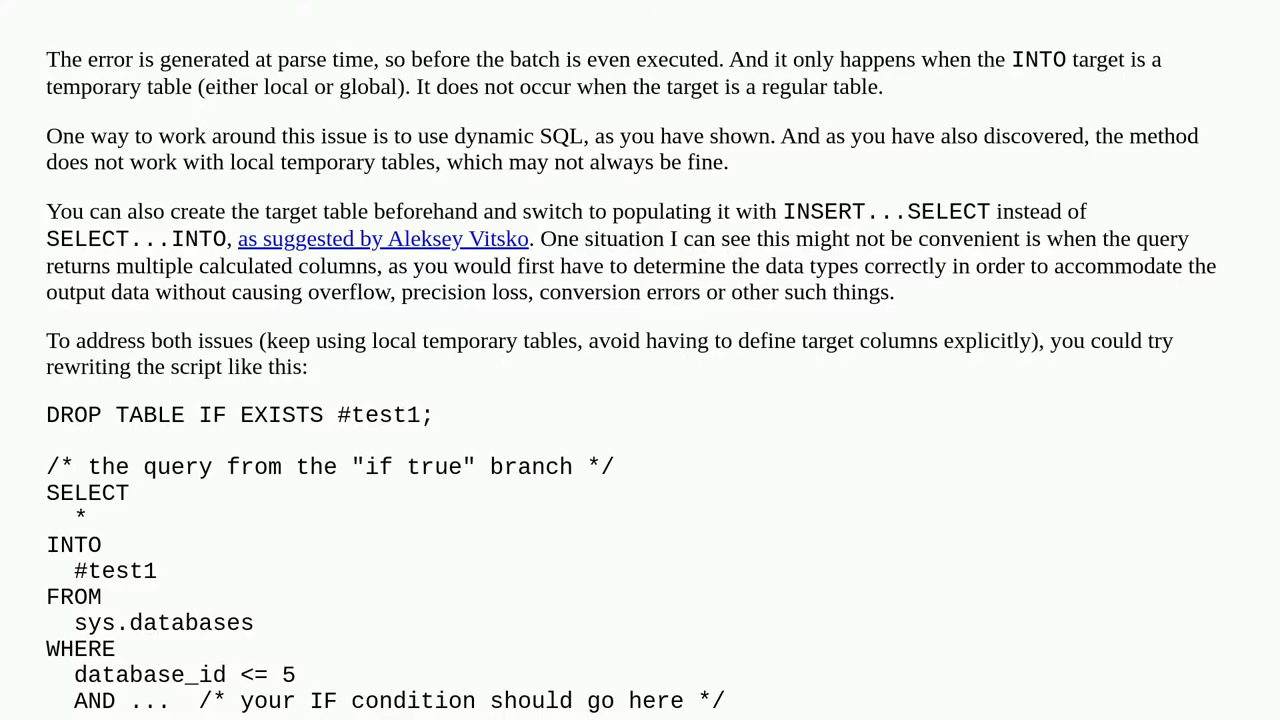 The error is generated at parse time, so before the batch is even executed. And it only happens when the INTO target is a
temporary table (either local or global). It does not occur when the target is a regular table.
One way to work around this issue is to use dynamic SQL, as you have shown. And as you have also discovered, the method
does not work with local temporary tables, which may not always be fine.
You can also create the target table beforehand and switch to populating it with INSERT...SELECT instead of
SELECT...INTO, as suggested by Aleksey Vitsko. One situation I can see this might not be convenient is when the query
returns multiple calculated columns, as you would first have to determine the data types correctly in order to accommodate the
output data without causing overflow, precision loss, conversion errors or other such things.
To address both issues (keep using local temporary tables, avoid having to define target columns explicitly), you could try
rewriting the script like this:
DROP TABLE IF EXISTS #test1;
/* the query from the "if true" branch */
SELECT
  *
INTO
  #test1
FROM
  sys.databases
WHERE
  database_id <= 5
  AND ...  /* your IF condition should go here */